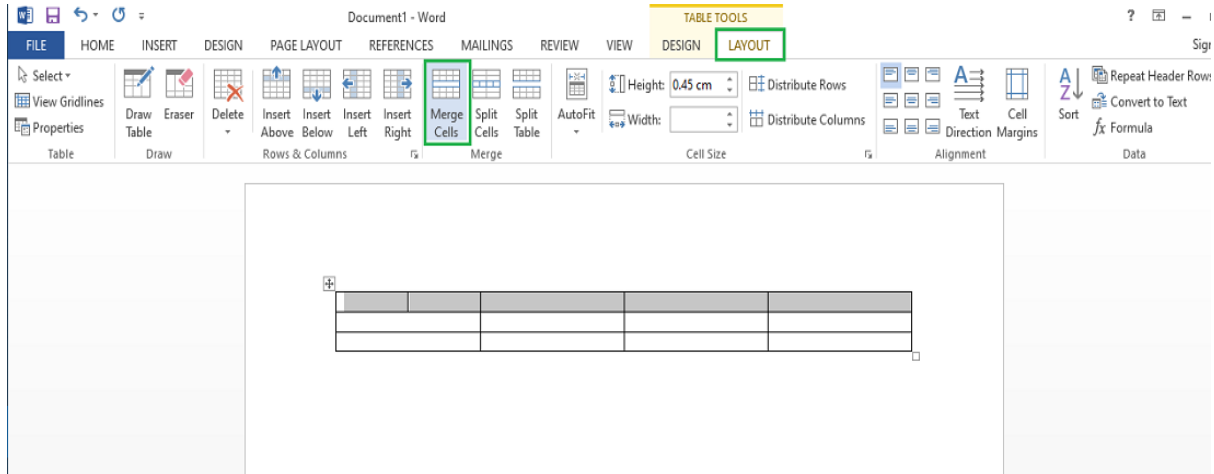 Document1 - Word
TABLE TOOLS
?
FILE HOME INSERT DESIGN PAGE LAYOUT REFERENCES MAILINGS REVIEW VIEW DESIGN LAYOUT
Select
View Gridlines
Properties
Table
Draw Table
Eraser
Draw
Delete
Insert Above
Insert Below
Insert Left
Insert Right
Rows & Columns
Merge Cells
Split Cells
Split Table
Merge
AutoFit
Height: 0.45 cm
Width:
Distribute Rows
Distribute Columns
Cell Size
Text Direction
Cell Margins
Alignment
Sort
Repeat Header Rows
Convert to Text
Formula
Data